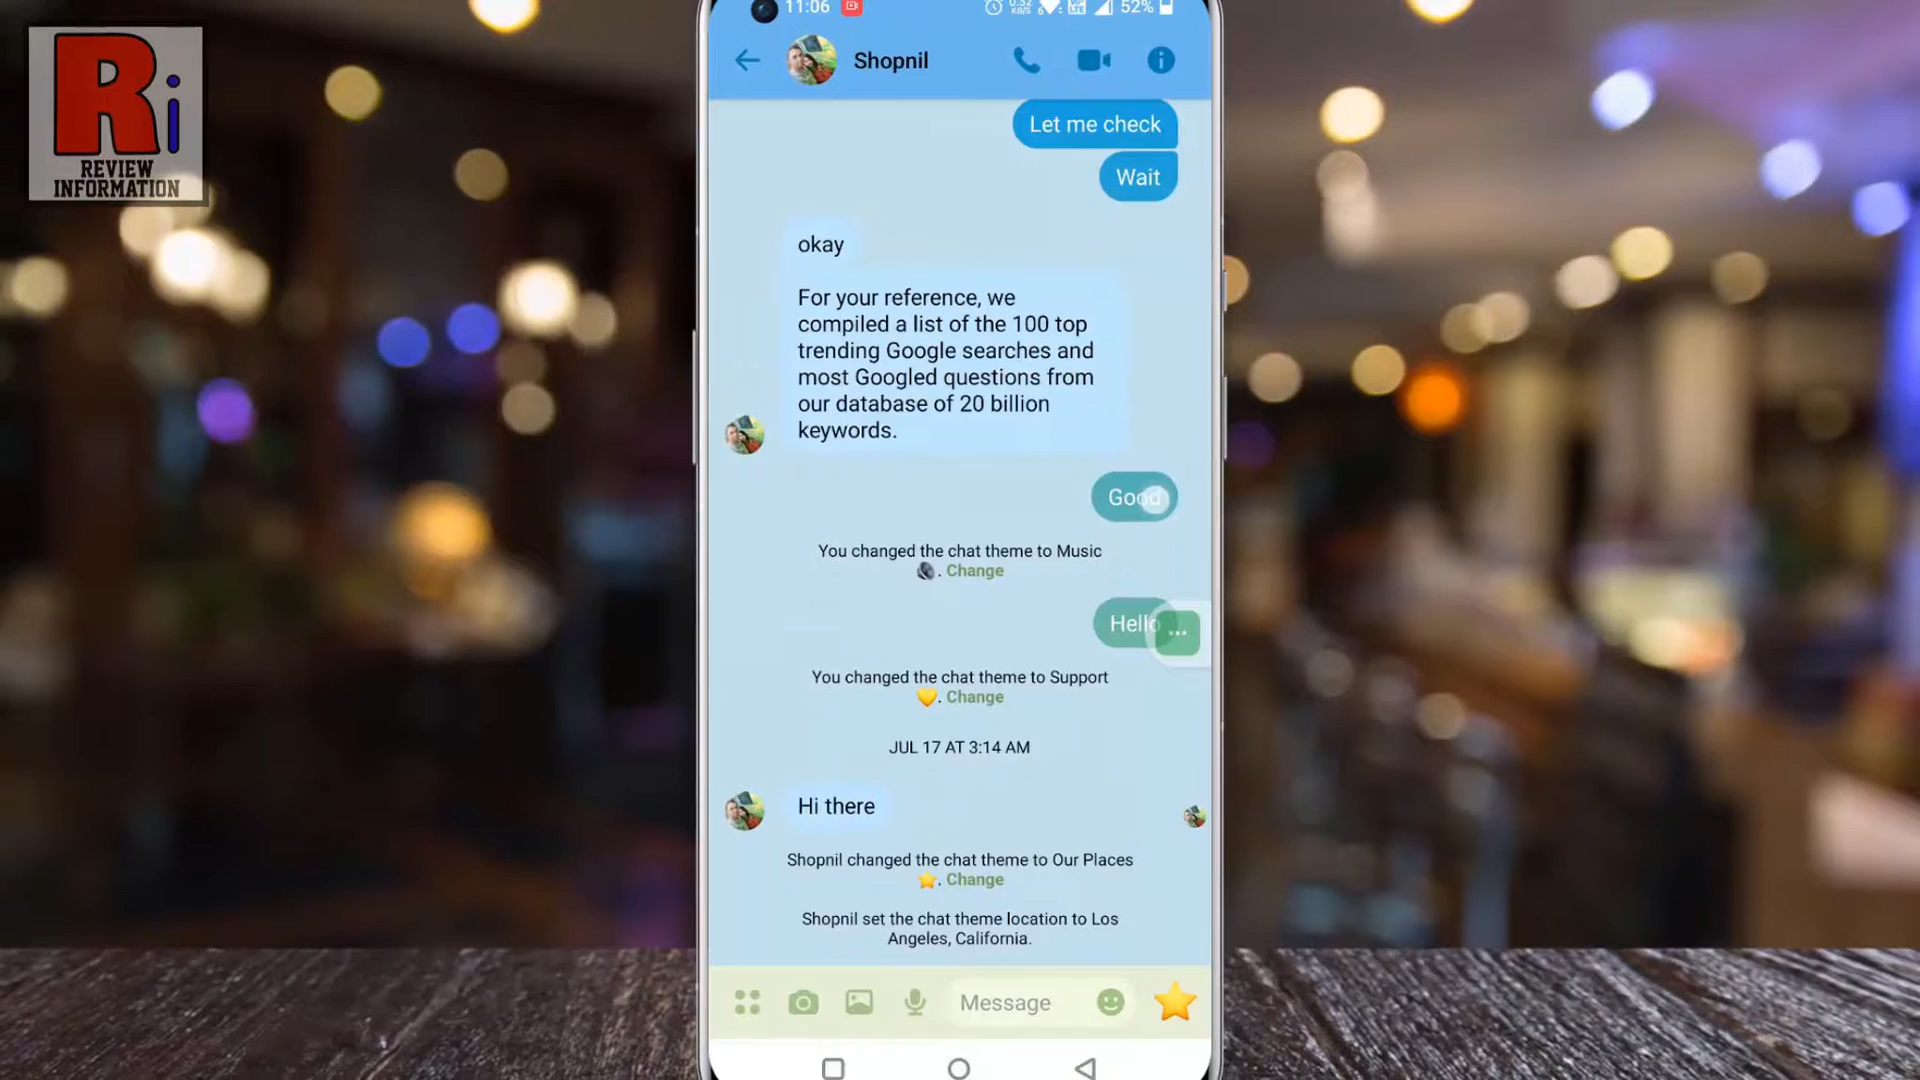 Ri
REVIEW
INFORMATION
11:06
0.52
KB/S
52%
Shopnil
Let me check
Wait
okay
For your reference, we
compiled a list of the 100 top
trending Google searches and
most Googled questions from
our database of 20 billion
keywords.
Good
You changed the chat theme to Music
🔊. Change
Hello
...
You changed the chat theme to Support
💛. Change
JUL 17 AT 3:14 AM
Hi there
Shopnil changed the chat theme to Our Places
⭐. Change
Shopnil set the chat theme location to Los
Angeles, California.
Message